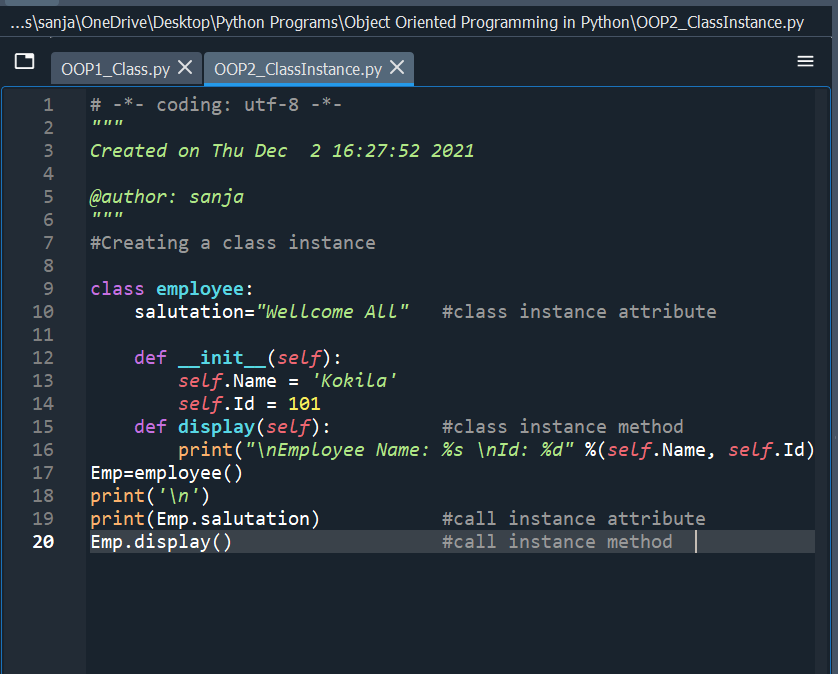 ...s\sanja\OneDrive\Desktop\Python Programs\Object Oriented Programming in Python\OOP2_ClassInstance.py
OOP1_Class.py OOP2_ClassInstance.py
1 # -*- coding: utf-8 -*-
2 """
3 Created on Thu Dec  2 16:27:52 2021
4
5 @author: sanja
6 """
7 #Creating a class instance
8
9 class employee:
10     salutation="Wellcome All"   #class instance attribute
11
12     def __init__(self):
13         self.Name = 'Kokila'
14         self.Id = 101
15     def display(self):          #class instance method
16         print("\nEmployee Name: %s \nId: %d" %(self.Name, self.Id)
17 Emp=employee()
18 print('\n')
19 print(Emp.salutation)           #call instance attribute
20 Emp.display()                   #call instance method